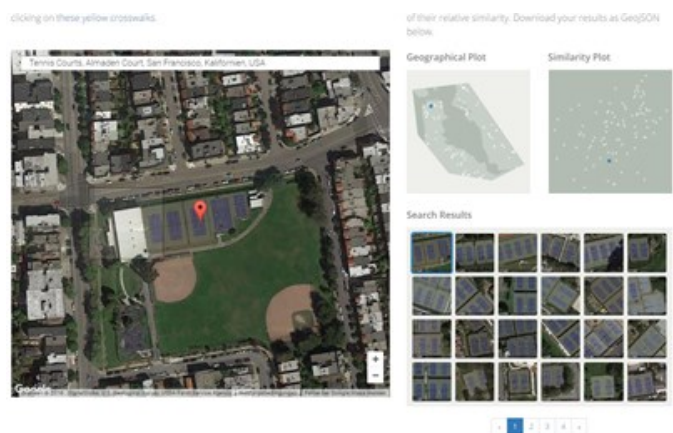 clicking on these yellow crosswalks.
of their relative similarity. Download your results as GeoJSON
below.
Tennis Courts, Almaden Court, San Francisco, Kalifornien, USA
Geographical Plot
Similarity Plot
Search Results
Google
+
−
« 1 2 3 4 »